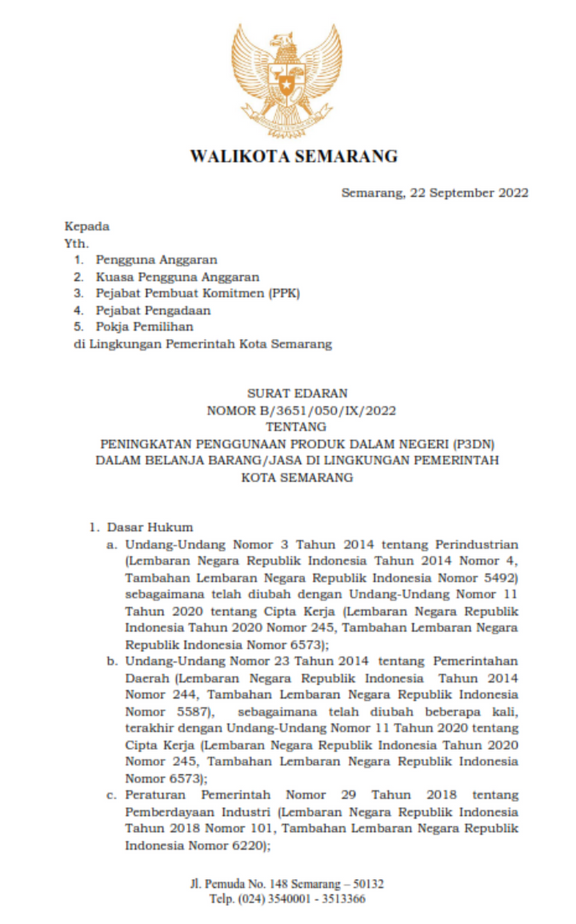 WALIKOTA SEMARANG
Semarang, 22 September 2022
Kepada
Yth.
1. Pengguna Anggaran
2. Kuasa Pengguna Anggaran
3. Pejabat Pembuat Komitmen (PPK)
4. Pejabat Pengadaan
5. Pokja Pemilihan
di Lingkungan Pemerintah Kota Semarang
SURAT EDARAN
NOMOR B/3651/050/IX/2022
TENTANG
PENINGKATAN PENGGUNAAN PRODUK DALAM NEGERI (P3DN)
DALAM BELANJA BARANG/JASA DI LINGKUNGAN PEMERINTAH
KOTA SEMARANG
1. Dasar Hukum
a. Undang-Undang Nomor 3 Tahun 2014 tentang Perindustrian
(Lembaran Negara Republik Indonesia Tahun 2014 Nomor 4,
Tambahan Lembaran Negara Republik Indonesia Nomor 5492)
sebagaimana telah diubah dengan Undang-Undang Nomor 11
Tahun 2020 tentang Cipta Kerja (Lembaran Negara Republik
Indonesia Tahun 2020 Nomor 245, Tambahan Lembaran Negara
Republik Indonesia Nomor 6573);
b. Undang-Undang Nomor 23 Tahun 2014 tentang Pemerintahan
Daerah (Lembaran Negara Republik Indonesia Tahun 2014
Nomor 244, Tambahan Lembaran Negara Republik Indonesia
Nomor 5587), sebagaimana telah diubah beberapa kali,
terakhir dengan Undang-Undang Nomor 11 Tahun 2020 tentang
Cipta Kerja (Lembaran Negara Republik Indonesia Tahun 2020
Nomor 245, Tambahan Lembaran Negara Republik Indonesia
Nomor 6573);
c. Peraturan Pemerintah Nomor 29 Tahun 2018 tentang
Pemberdayaan Industri (Lembaran Negara Republik Indonesia
Tahun 2018 Nomor 101, Tambahan Lembaran Negara Republik
Indonesia Nomor 6220);
Jl. Pemuda No. 148 Semarang – 50132
Telp. (024) 3540001 - 3513366